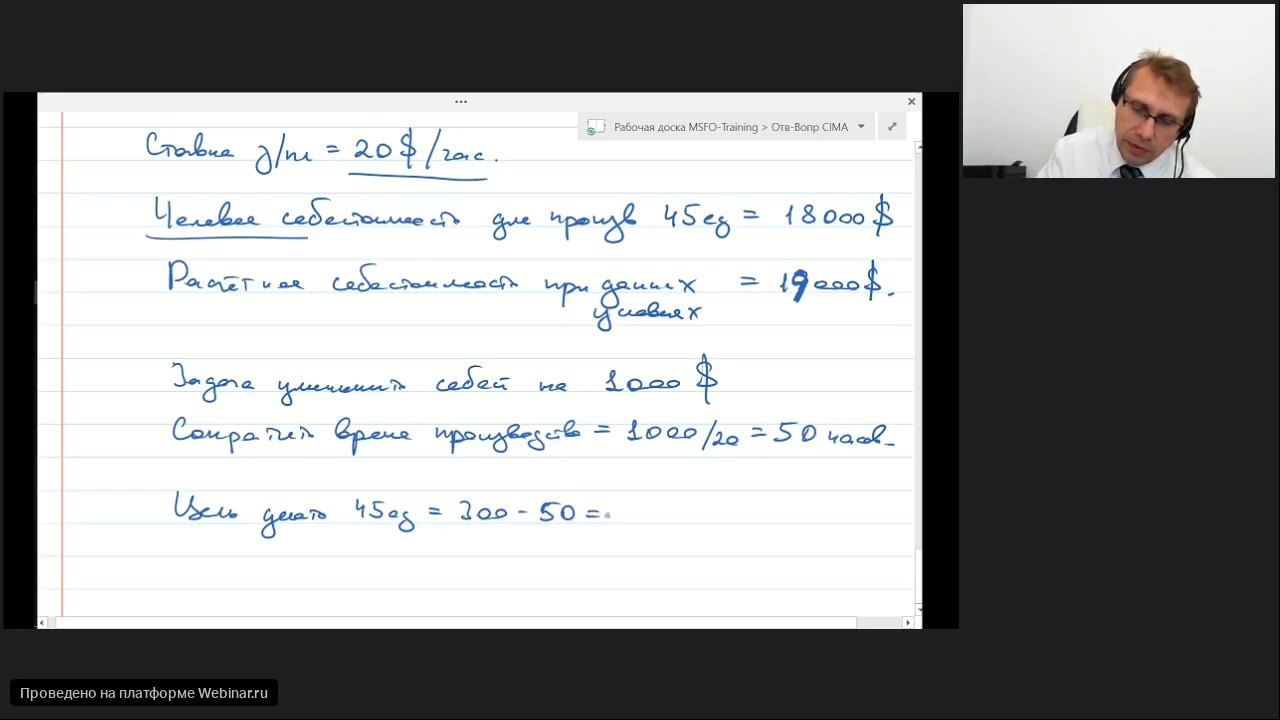 Рабочая доска MSFO-Training > Отв-Вопр CIMA
Ставка з/пл = 20$/час.
Целевая себестоимость для произв 45ед = 18000$
Расчётная себестоимость при данных = 19000$.
условиях
Задача уменьшить себест на 1000$
Сократить время производства = 1000/20 = 50 часов
Цель делать 45ед = 300 - 50 =
Проведено на платформе Webinar.ru